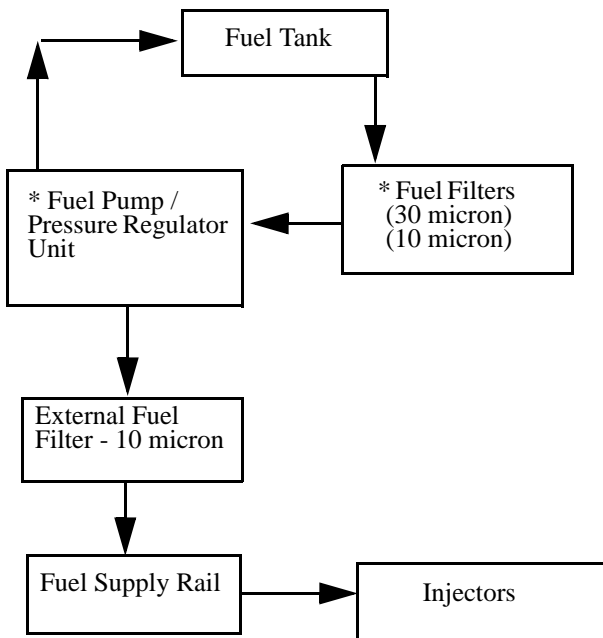 Fuel Tank
* Fuel Pump /
Pressure Regulator
Unit
* Fuel Filters
(30 micron)
(10 micron)
External Fuel
Filter - 10 micron
Fuel Supply Rail
Injectors